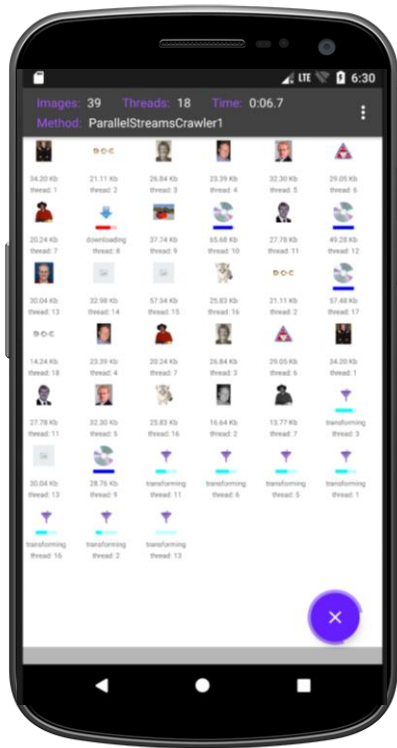 LTE 6:30
Images: 39 Threads: 18 Time: 0:06.7
Method: ParallelStreamsCrawler1
34.20 Kb 21.11 Kb 26.84 Kb 23.39 Kb 32.30 Kb 29.05 Kb
thread: 1 thread: 2 thread: 3 thread: 4 thread: 5 thread: 6
20.24 Kb downloading 37.74 Kb 65.68 Kb 27.78 Kb 49.28 Kb
thread: 7 thread: 8 thread: 9 thread: 10 thread: 11 thread: 12
30.04 Kb 32.98 Kb 57.54 Kb 25.83 Kb 21.11 Kb 57.48 Kb
thread: 13 thread: 14 thread: 15 thread: 16 thread: 2 thread: 17
14.24 Kb 23.39 Kb 20.24 Kb 26.84 Kb 29.05 Kb 34.20 Kb
thread: 18 thread: 4 thread: 7 thread: 3 thread: 6 thread: 1
27.78 Kb 32.30 Kb 25.83 Kb 16.64 Kb 13.77 Kb transforming
thread: 11 thread: 5 thread: 16 thread: 2 thread: 7 thread: 3
30.04 Kb 28.76 Kb transforming transforming transforming transforming
thread: 13 thread: 9 thread: 11 thread: 6 thread: 5 thread: 1
transforming transforming transforming
thread: 16 thread: 2 thread: 13